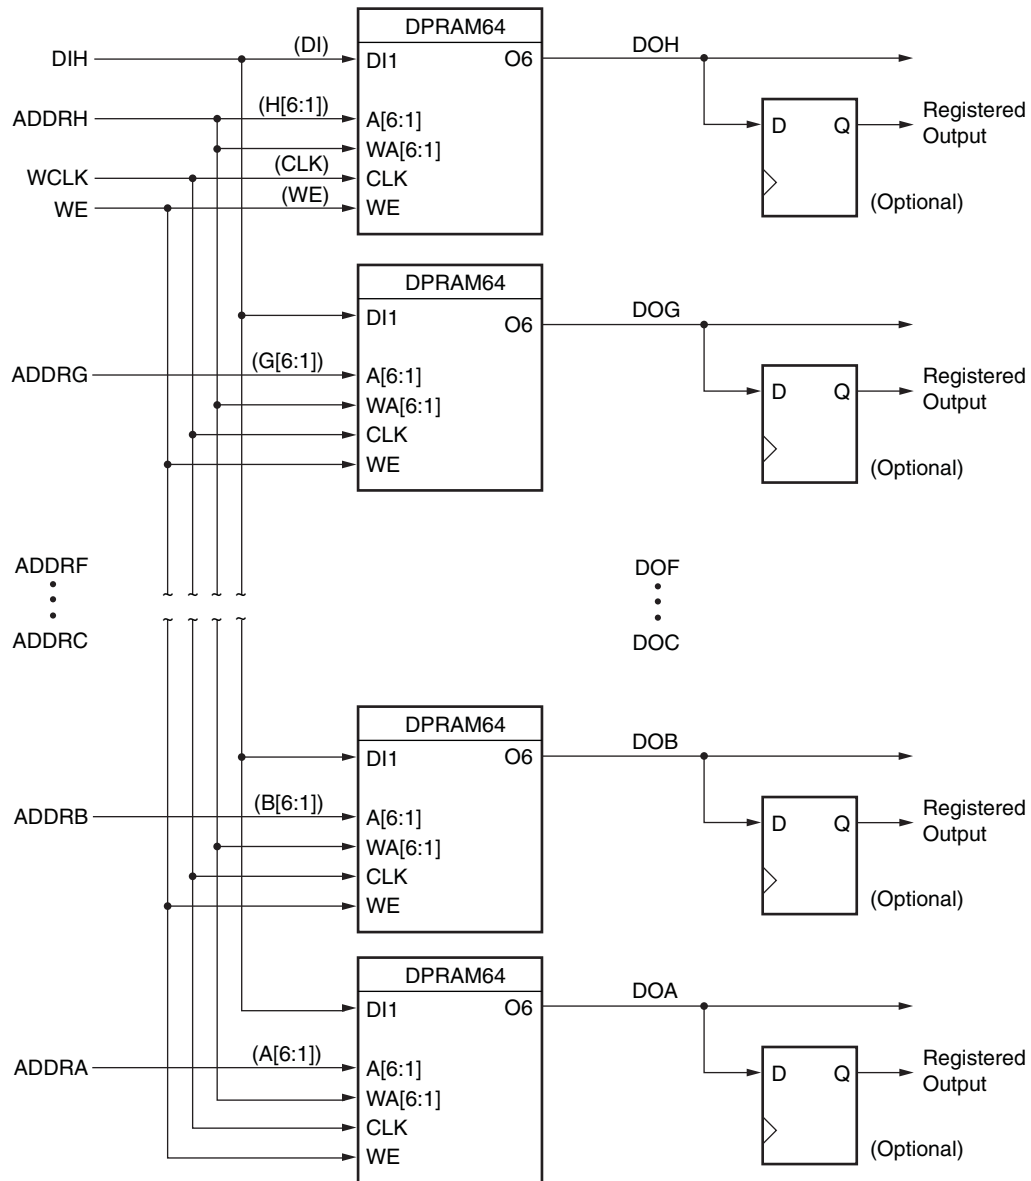 DPRAM64
DIH
(DI)
DI1
O6
DOH
ADDRH
(H[6:1])
A[6:1]
D
Q
Registered
Output
WA[6:1]
WCLK
(CLK)
CLK
WE
(WE)
WE
(Optional)
DPRAM64
DI1
O6
DOG
ADDRG
(G[6:1])
A[6:1]
D
Q
Registered
Output
WA[6:1]
CLK
WE
(Optional)
ADDRF
DOF
ADDRC
DOC
DPRAM64
DI1
O6
DOB
ADDRB
(B[6:1])
A[6:1]
D
Q
Registered
Output
WA[6:1]
CLK
WE
(Optional)
DPRAM64
DI1
O6
DOA
ADDRA
(A[6:1])
A[6:1]
D
Q
Registered
Output
WA[6:1]
CLK
WE
(Optional)